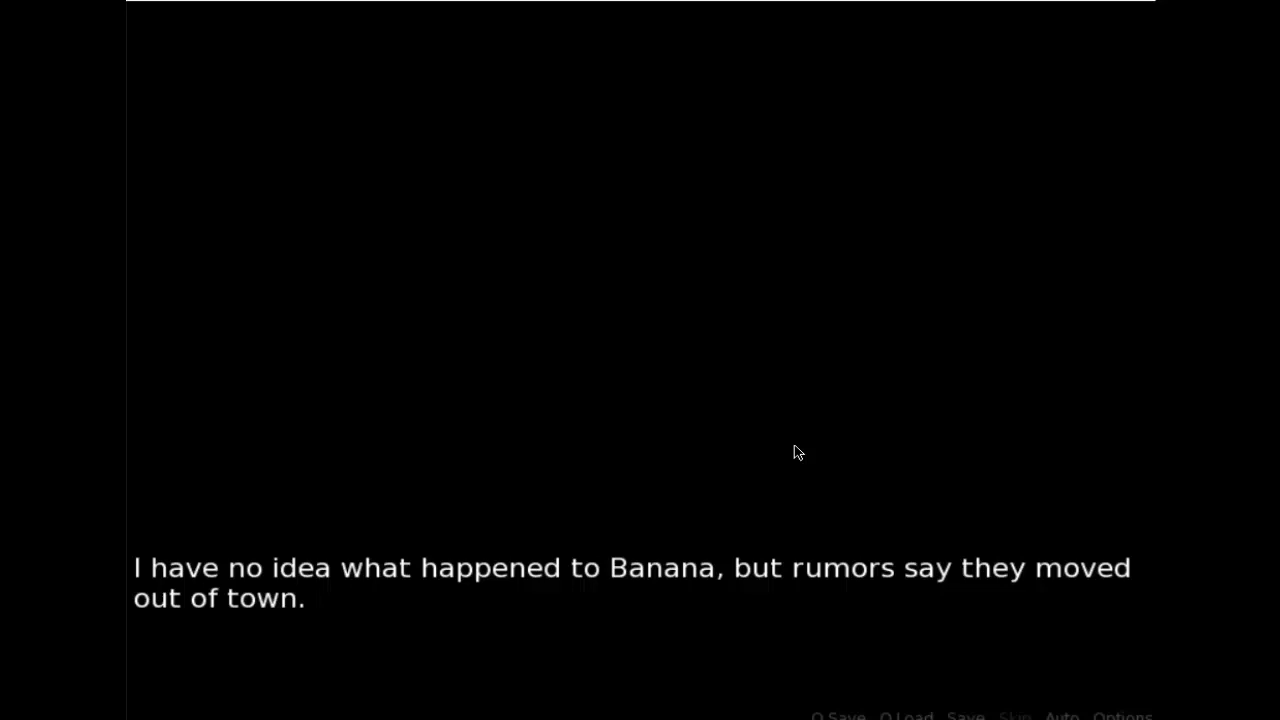 I have no idea what happened to Banana, but rumors say they moved
out of town.
Q.Save Q.Load Save Skip Auto Options